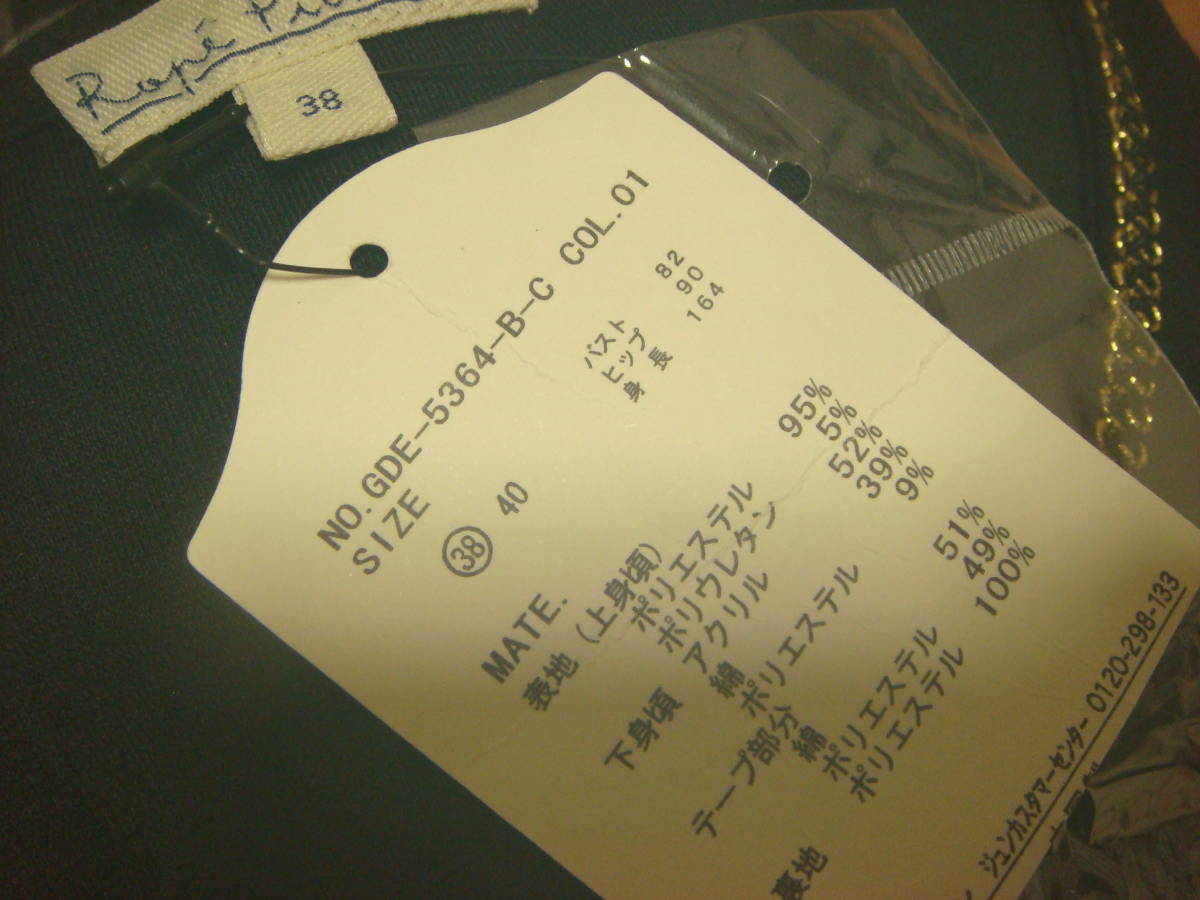 Ropé
38
NO.GDE-5364-B-C COL.01
SIZE
38 40
バスト 82
ヒップ 90
身長 164
MATE.
表地(上身頃)
ポリエステル 95%
ポリウレタン 5%
下身頃 アクリル 52%
綿 39%
ポリエステル 9%
テープ部分
綿 51%
ポリエステル 49%
裏地 ポリエステル 100%
ジュンカスタマーセンター 0120-298-133